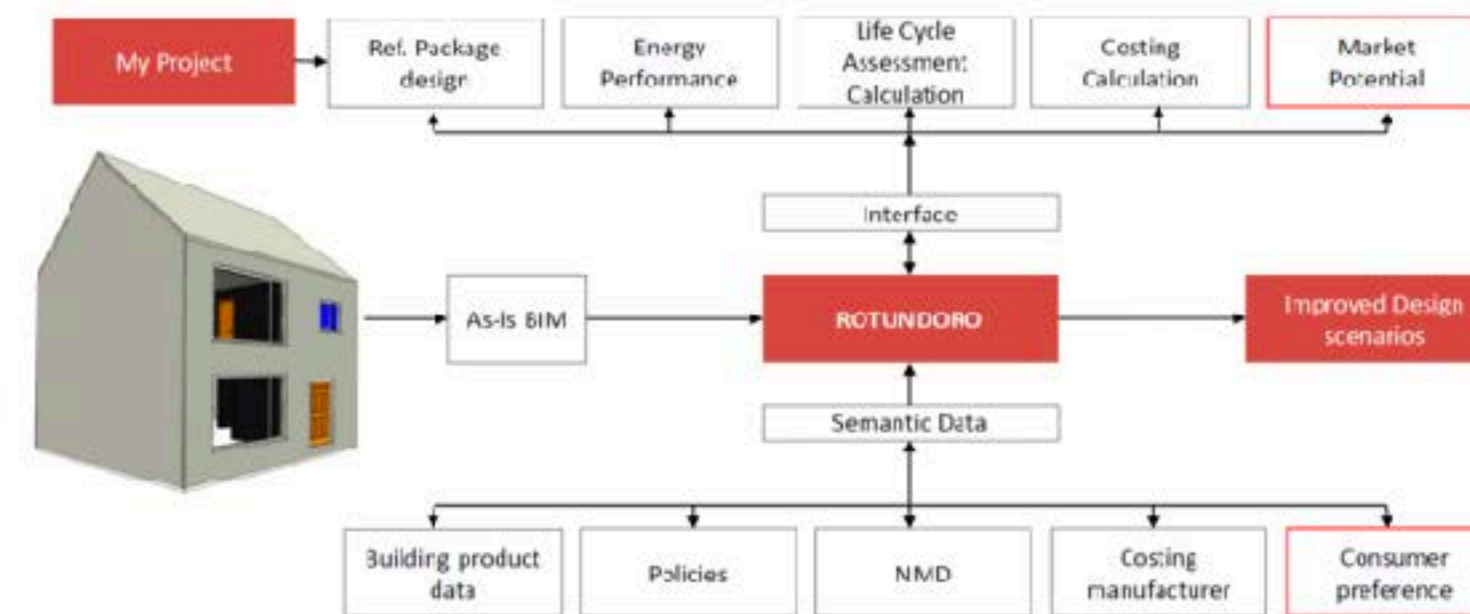 My Project
Ref. Package
design
Energy
Performance
Life Cycle
Assessment
Calculation
Costing
Calculation
Market
Potential
Interface
As-Is BIM
ROTUNDORO
Improved Design
scenarios
Semantic Data
Building product
data
Policies
NMD
Costing
manufacturer
Consumer
preference